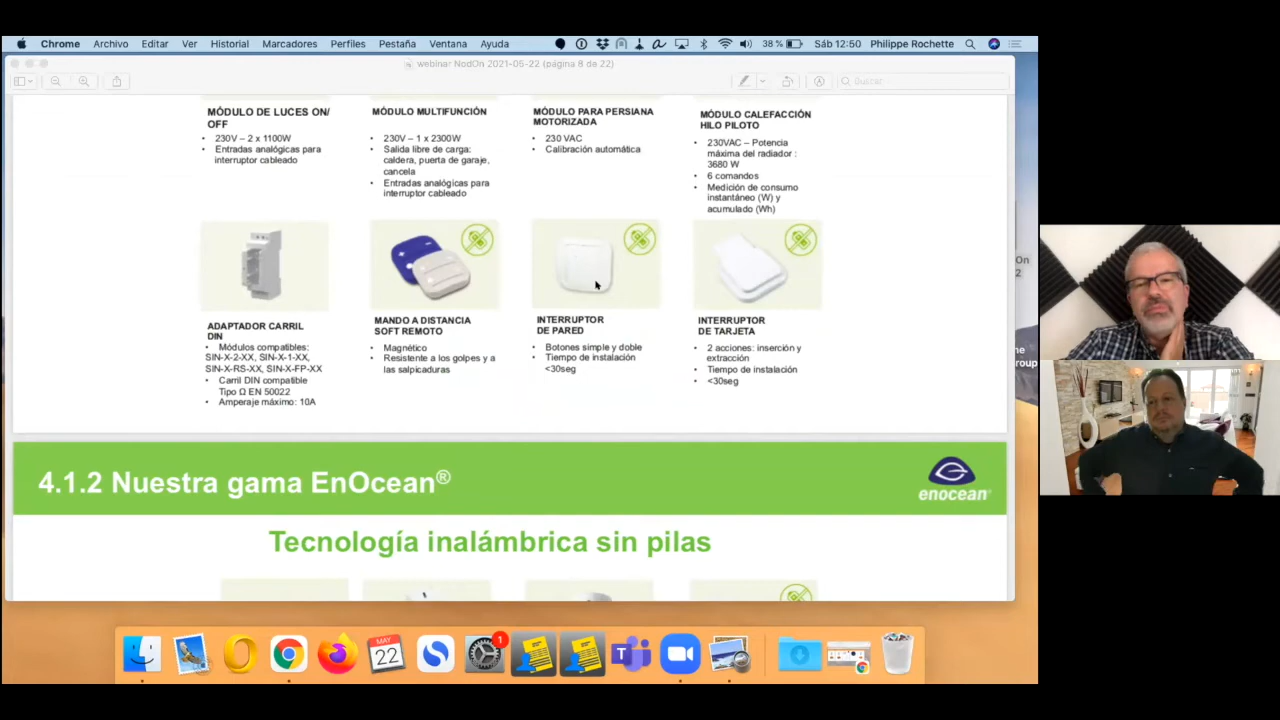 Chrome Archivo Editar Ver Historial Marcadores Perfiles Pestaña Ventana Ayuda 38 % Sáb 12:50 Philippe Rochette
webinar NodOn 2021-05-22 (página 8 de 22)
Buscar
MÓDULO DE LUCES ON/
OFF
• 230V – 2 x 1100W
• Entradas analógicas para
interruptor cableado
MÓDULO MULTIFUNCIÓN
• 230V – 1 x 2300W
• Salida libre de carga:
caldera, puerta de garaje,
cancela
• Entradas analógicas para
interruptor cableado
MÓDULO PARA PERSIANA
MOTORIZADA
• 230 VAC
• Calibración automática
MÓDULO CALEFACCIÓN
HILO PILOTO
• 230VAC – Potencia
máxima del radiador :
3680 W
• 6 comandos
• Medición de consumo
instantáneo (W) y
acumulado (Wh)
ADAPTADOR CARRIL
DIN
• Módulos compatibles:
SIN-X-2-XX, SIN-X-1-XX,
SIN-X-RS-XX, SIN-X-FP-XX
• Carril DIN compatible
Tipo Ω EN 50022
• Amperaje máximo: 10A
MANDO A DISTANCIA
SOFT REMOTO
• Magnético
• Resistente a los golpes y a
las salpicaduras
INTERRUPTOR
DE PARED
• Botones simple y doble
• Tiempo de instalación
<30seg
INTERRUPTOR
DE TARJETA
• 2 acciones: inserción y
extracción
• Tiempo de instalación
• <30seg
4.1.2 Nuestra gama EnOcean®
enocean®
Tecnología inalámbrica sin pilas
On
2
ne
roup
MAY
22
1
T